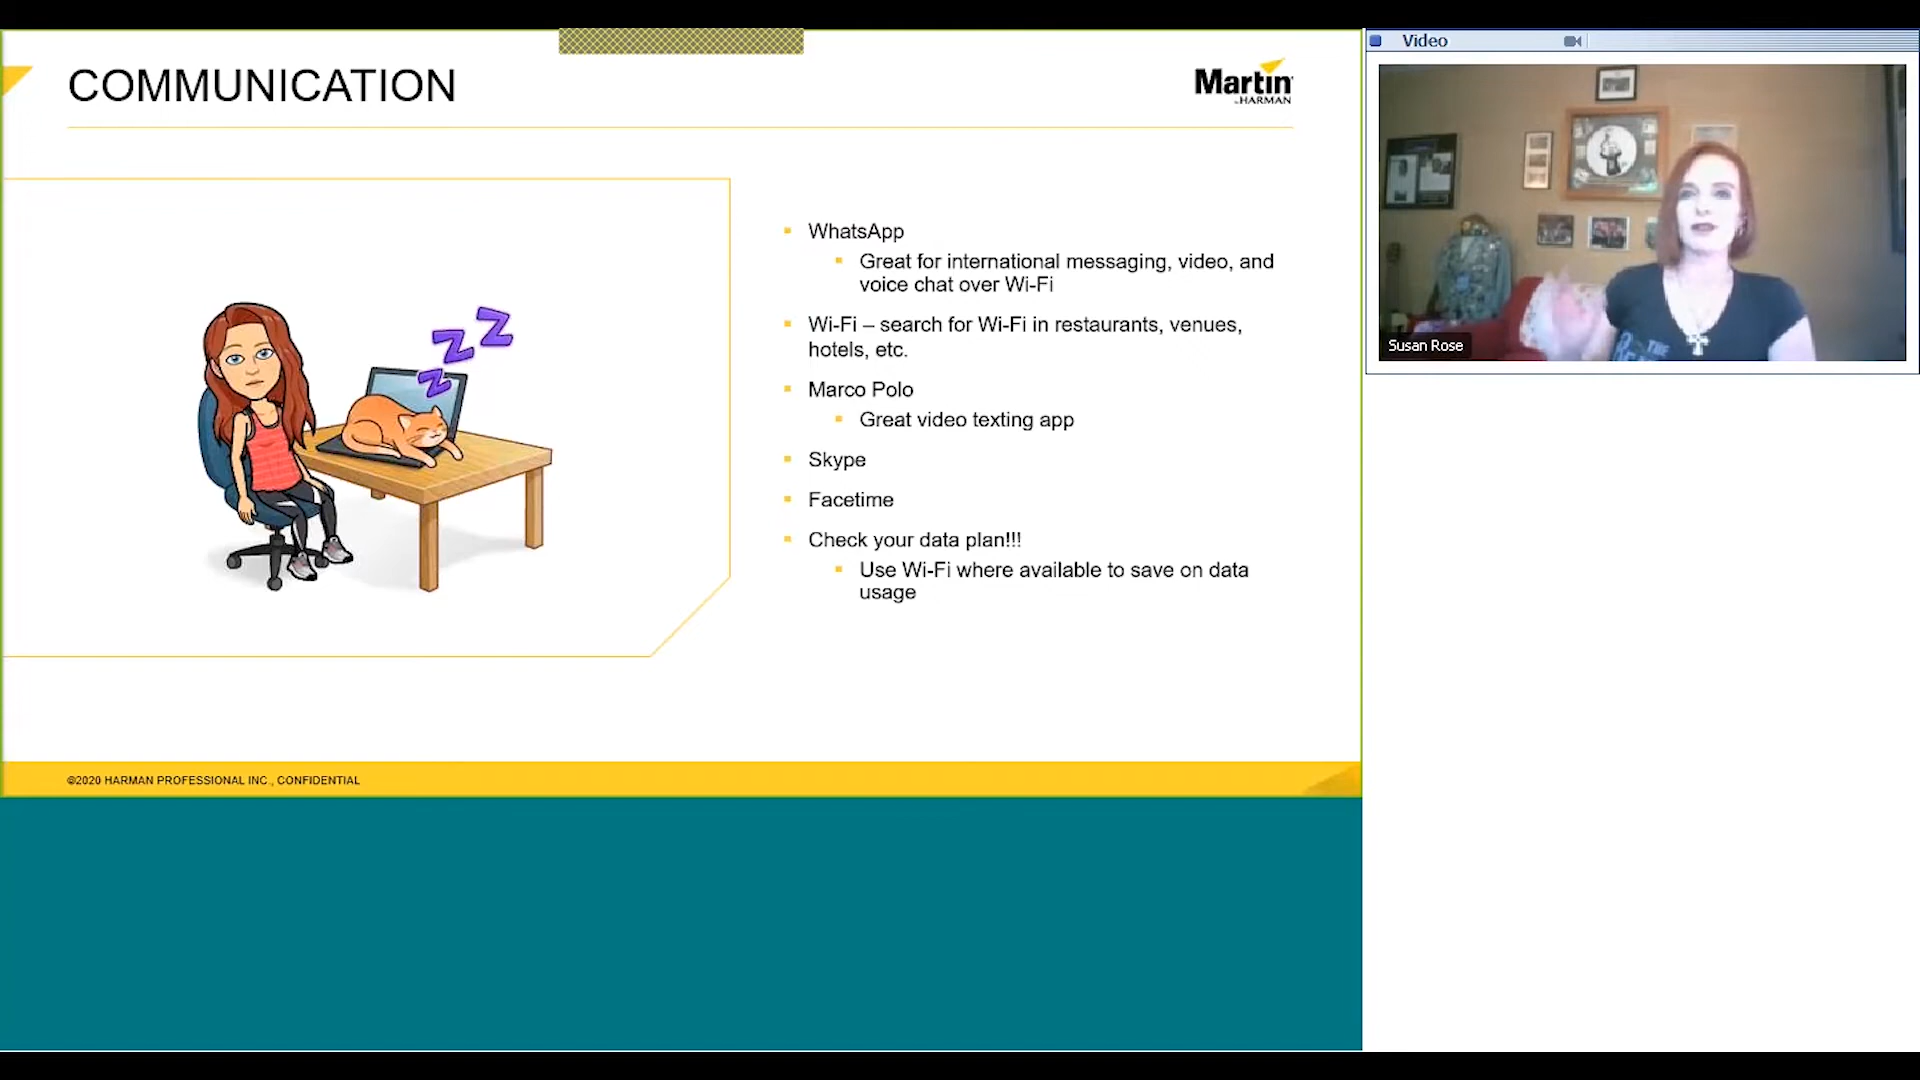 COMMUNICATION
Martin
by HARMAN
WhatsApp
Great for international messaging, video, and
voice chat over Wi-Fi
Wi-Fi – search for Wi-Fi in restaurants, venues,
hotels, etc.
Marco Polo
Great video texting app
Skype
Facetime
Check your data plan!!!
Use Wi-Fi where available to save on data
usage
Z Z Z
©2020 HARMAN PROFESSIONAL INC., CONFIDENTIAL
Video
THE
Susan Rose